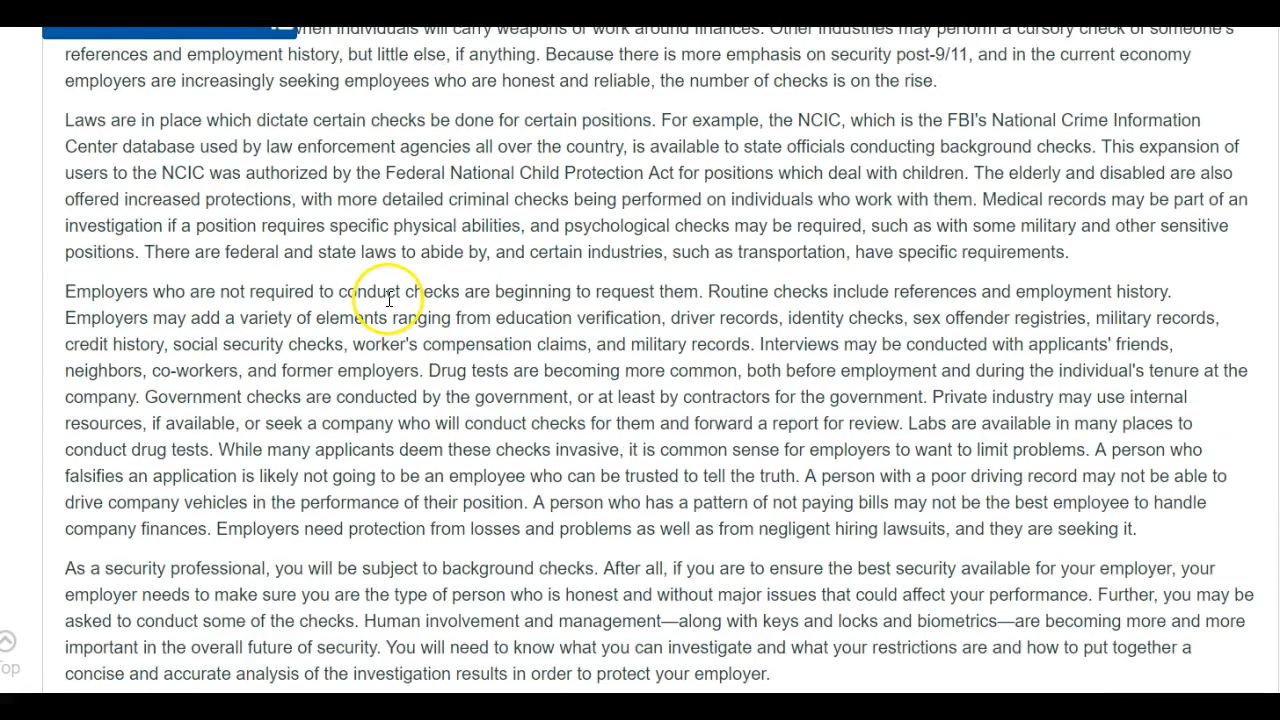 when individuals will carry weapons or work around finances. Other industries may perform a cursory check of someone's
references and employment history, but little else, if anything. Because there is more emphasis on security post-9/11, and in the current economy
employers are increasingly seeking employees who are honest and reliable, the number of checks is on the rise.
Laws are in place which dictate certain checks be done for certain positions. For example, the NCIC, which is the FBI's National Crime Information
Center database used by law enforcement agencies all over the country, is available to state officials conducting background checks. This expansion of
users to the NCIC was authorized by the Federal National Child Protection Act for positions which deal with children. The elderly and disabled are also
offered increased protections, with more detailed criminal checks being performed on individuals who work with them. Medical records may be part of an
investigation if a position requires specific physical abilities, and psychological checks may be required, such as with some military and other sensitive
positions. There are federal and state laws to abide by, and certain industries, such as transportation, have specific requirements.
Employers who are not required to conduct checks are beginning to request them. Routine checks include references and employment history.
Employers may add a variety of elements ranging from education verification, driver records, identity checks, sex offender registries, military records,
credit history, social security checks, worker's compensation claims, and military records. Interviews may be conducted with applicants' friends,
neighbors, co-workers, and former employers. Drug tests are becoming more common, both before employment and during the individual's tenure at the
company. Government checks are conducted by the government, or at least by contractors for the government. Private industry may use internal
resources, if available, or seek a company who will conduct checks for them and forward a report for review. Labs are available in many places to
conduct drug tests. While many applicants deem these checks invasive, it is common sense for employers to want to limit problems. A person who
falsifies an application is likely not going to be an employee who can be trusted to tell the truth. A person with a poor driving record may not be able to
drive company vehicles in the performance of their position. A person who has a pattern of not paying bills may not be the best employee to handle
company finances. Employers need protection from losses and problems as well as from negligent hiring lawsuits, and they are seeking it.
As a security professional, you will be subject to background checks. After all, if you are to ensure the best security available for your employer, your
employer needs to make sure you are the type of person who is honest and without major issues that could affect your performance. Further, you may be
asked to conduct some of the checks. Human involvement and management—along with keys and locks and biometrics—are becoming more and more
important in the overall future of security. You will need to know what you can investigate and what your restrictions are and how to put together a
concise and accurate analysis of the investigation results in order to protect your employer.
Top